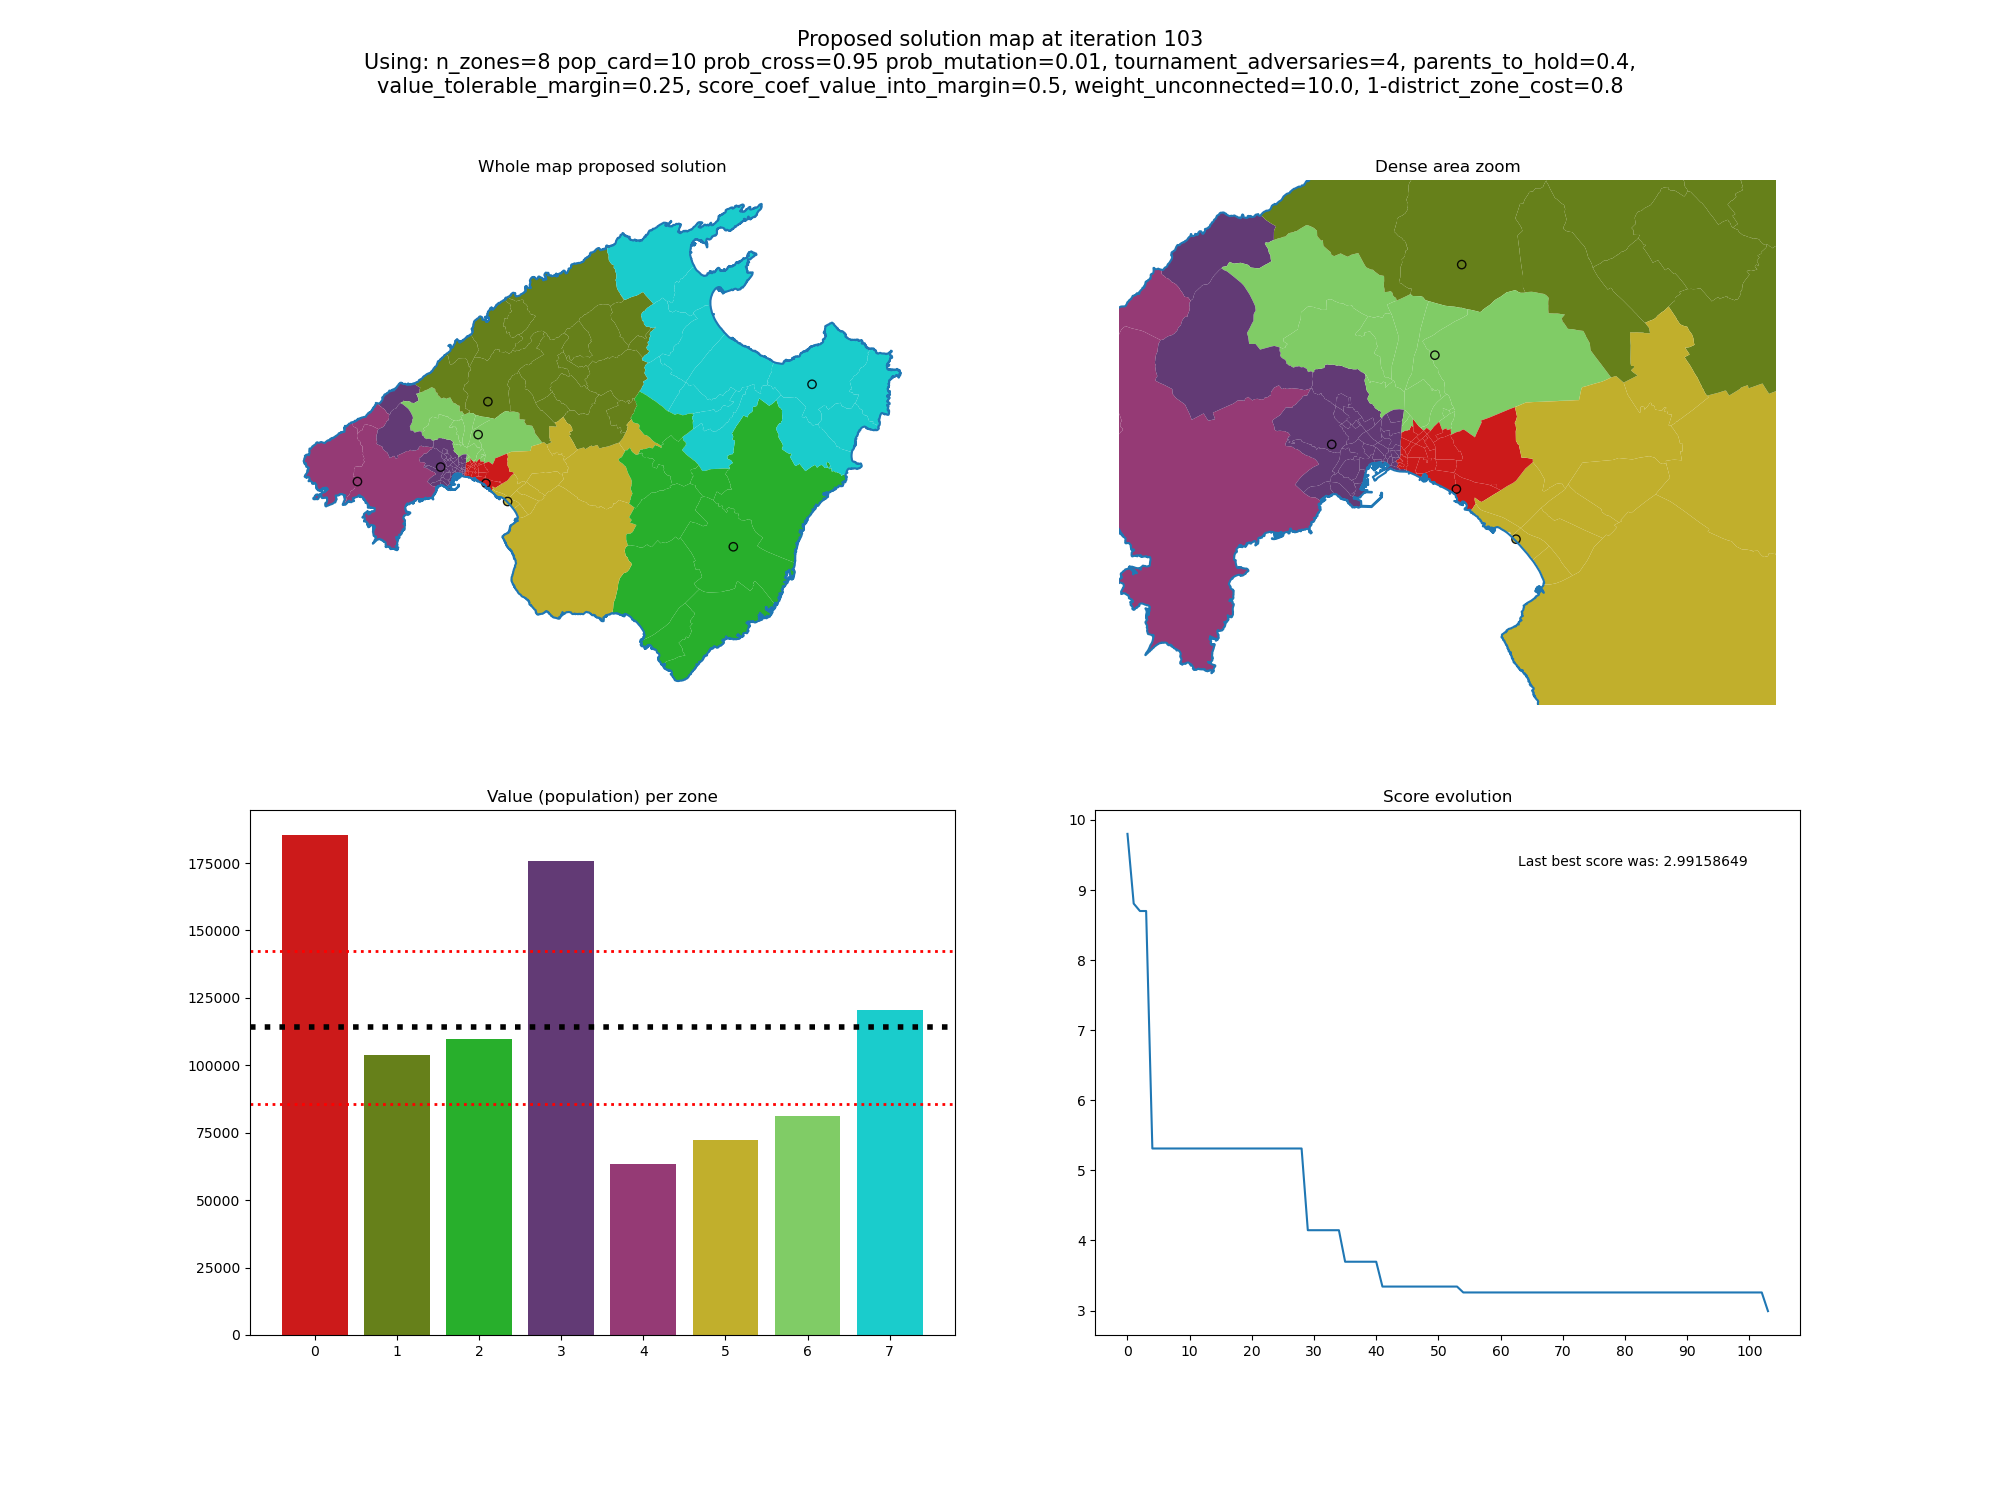 Proposed solution map at iteration 103
Using: n_zones=8 pop_card=10 prob_cross=0.95 prob_mutation=0.01, tournament_adversaries=4, parents_to_hold=0.4,
value_tolerable_margin=0.25, score_coef_value_into_margin=0.5, weight_unconnected=10.0, 1-district_zone_cost=0.8
Whole map proposed solution
Dense area zoom
Value (population) per zone
175000
150000
125000
100000
75000
50000
25000
0
0 1 2 3 4 5 6 7
Score evolution
Last best score was: 2.99158649
10
9
8
7
6
5
4
3
0 10 20 30 40 50 60 70 80 90 100